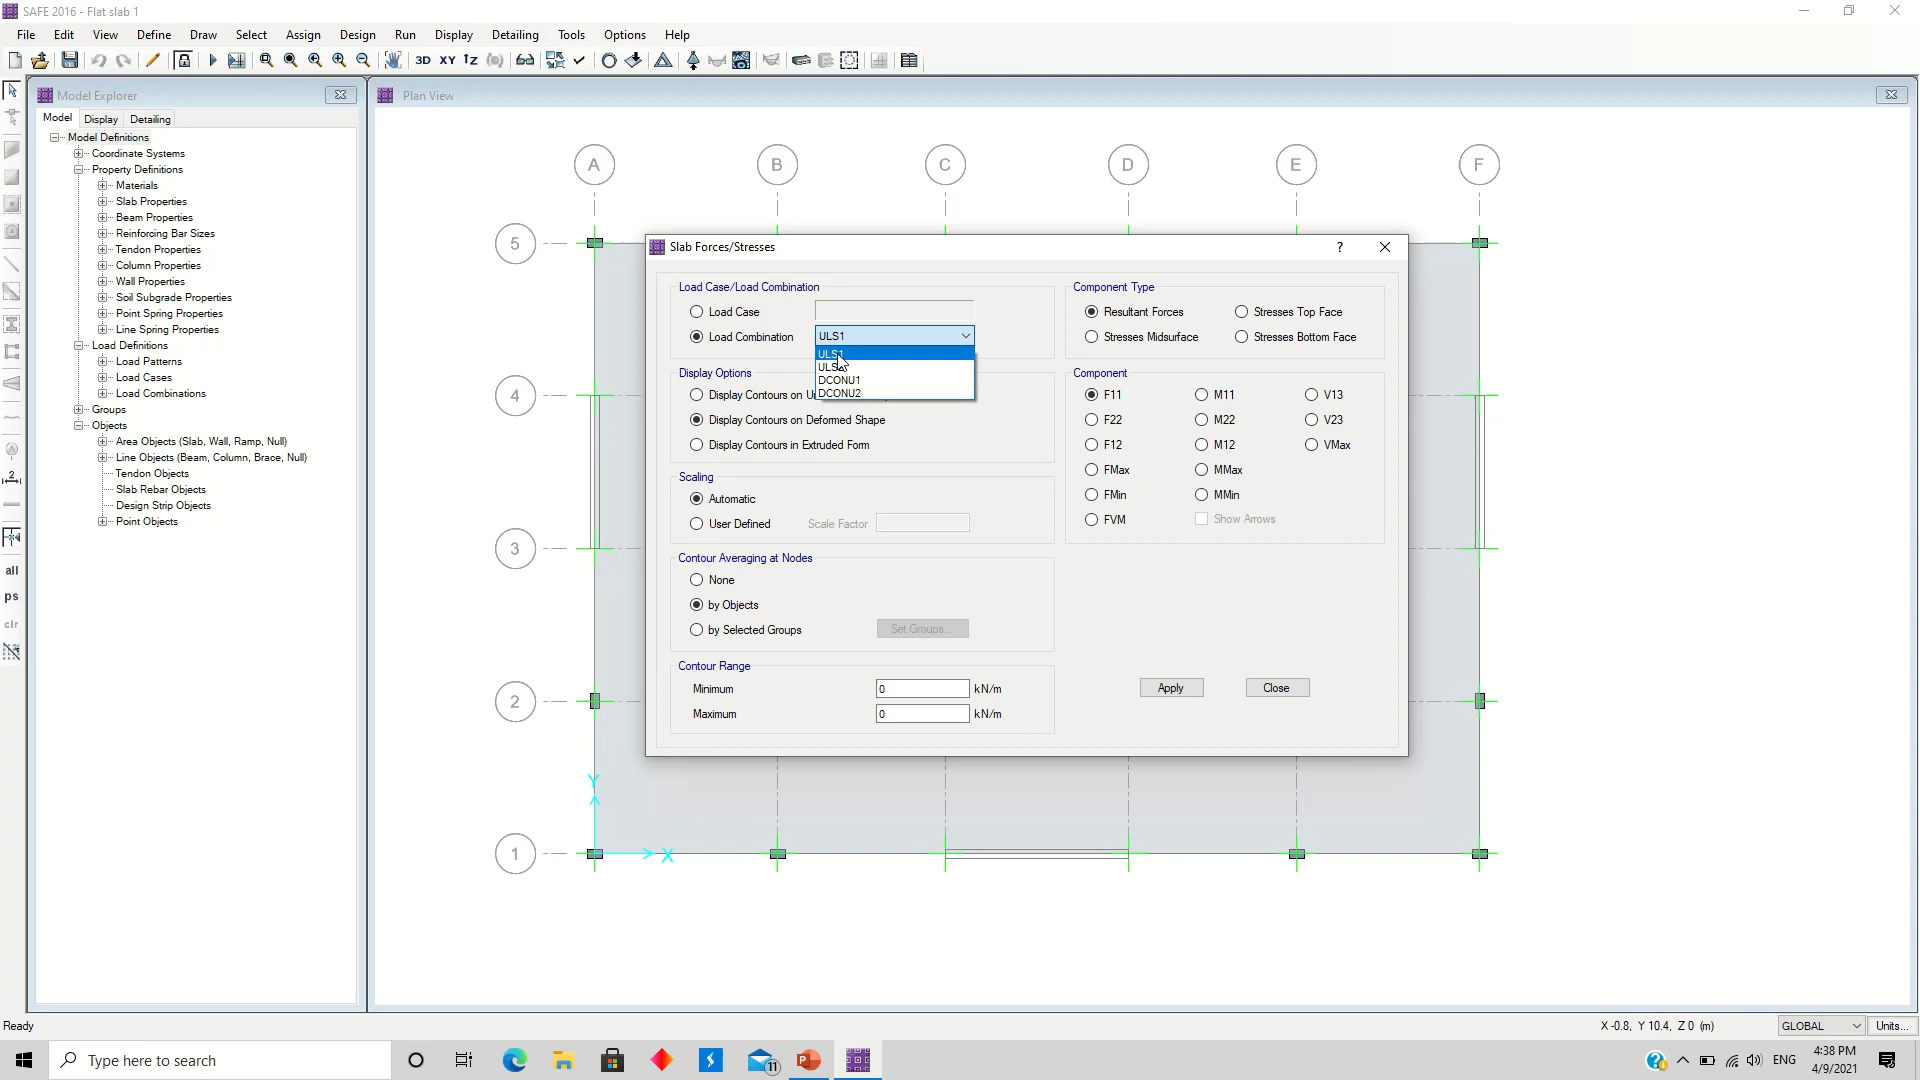 SAFE 2016 - Flat slab 1
File Edit View Define Draw Select Assign Design Run Display Detailing Tools Options Help
3D XY
Model Explorer
Plan View
Model Display Detailing
Model Definitions
Coordinate Systems
Property Definitions
Materials
Slab Properties
Beam Properties
Reinforcing Bar Sizes
Tendon Properties
Column Properties
Wall Properties
Soil Subgrade Properties
Point Spring Properties
Line Spring Properties
Load Definitions
Load Patterns
Load Cases
Load Combinations
Groups
Objects
Area Objects (Slab, Wall, Ramp, Null)
Line Objects (Beam, Column, Brace, Null)
Tendon Objects
Slab Rebar Objects
Design Strip Objects
Point Objects
all
ps
clr
A B C D E F
5
4
3
2
1
Y
X
Slab Forces/Stresses
?
Load Case/Load Combination
Load Case
Load Combination ULS1
ULS1
DCONU1
DCONU2
Display Options
Display Contours on
Display Contours on Deformed Shape
Display Contours in Extruded Form
Scaling
Automatic
User Defined Scale Factor
Contour Averaging at Nodes
None
by Objects
by Selected Groups Set Groups...
Contour Range
Minimum 0 kN/m
Maximum 0 kN/m
Component Type
Resultant Forces Stresses Top Face
Stresses Midsurface Stresses Bottom Face
Component
F11 M11 V13
F22 M22 V23
F12 M12 VMax
FMax MMax
FMin MMin
FVM Show Arrows
Apply Close
Ready
X -0.8, Y 10.4, Z 0 (m)
GLOBAL Units...
Type here to search
11
ENG
4:38 PM
4/9/2021